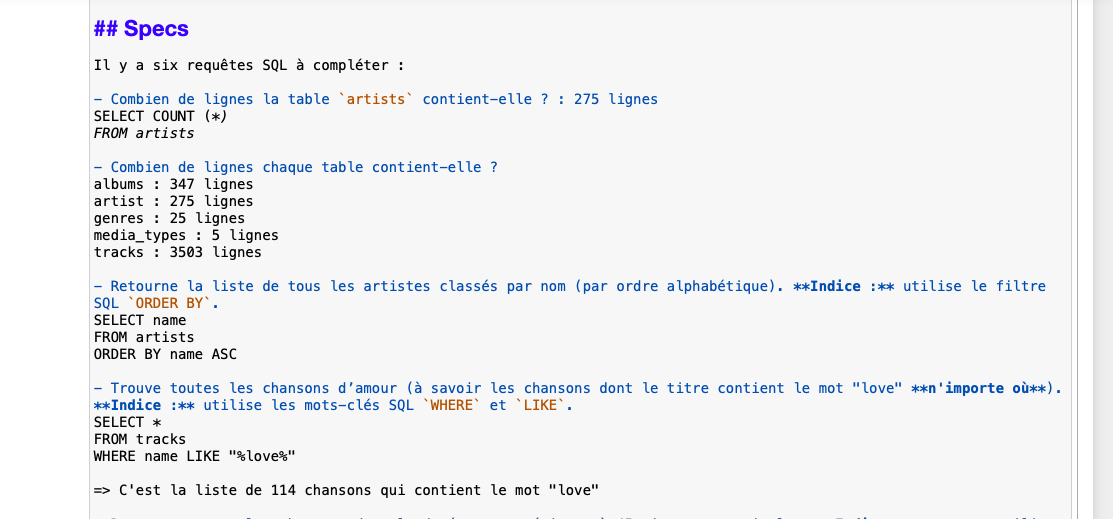 ## Specs
Il y a six requêtes SQL à compléter :
- Combien de lignes la table `artists` contient-elle ? : 275 lignes
SELECT COUNT (*)
FROM artists
- Combien de lignes chaque table contient-elle ?
albums : 347 lignes
artist : 275 lignes
genres : 25 lignes
media_types : 5 lignes
tracks : 3503 lignes
- Retourne la liste de tous les artistes classés par nom (par ordre alphabétique). **Indice :** utilise le filtre
SQL `ORDER BY`.
SELECT name
FROM artists
ORDER BY name ASC
- Trouve toutes les chansons d’amour (à savoir les chansons dont le titre contient le mot "love" **n'importe où**).
**Indice :** utilise les mots-clés SQL `WHERE` et `LIKE`.
SELECT *
FROM tracks
WHERE name LIKE "%love%"
=> C'est la liste de 114 chansons qui contient le mot "love"